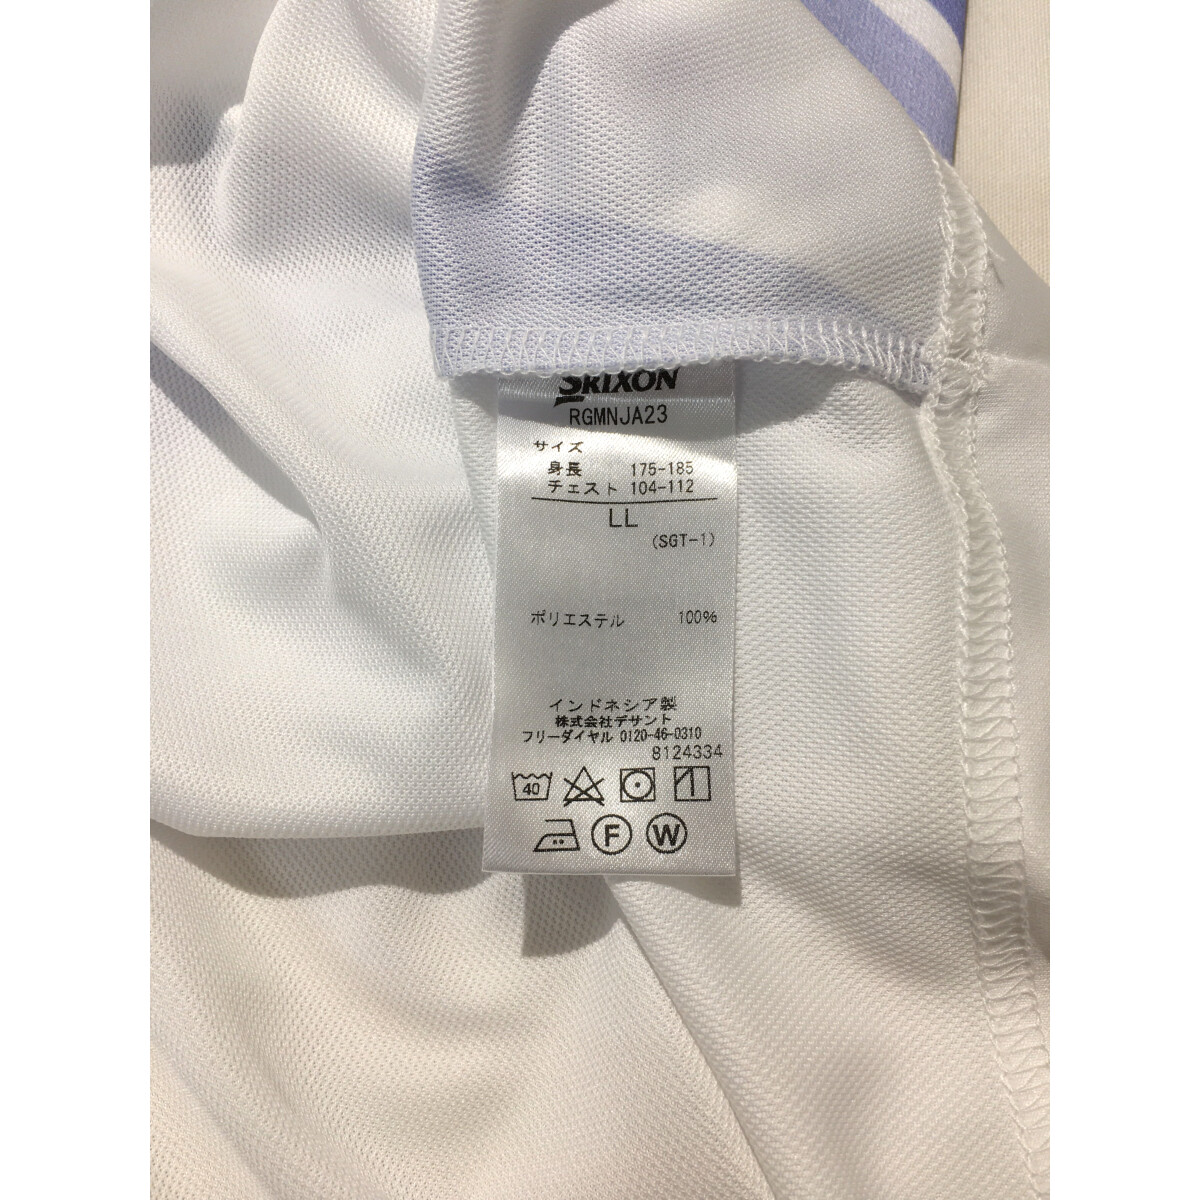 SRIXON
RGMNJA23
サイズ
身長 175-185
チェスト 104-112
LL
(SGT-1)
ポリエステル 100%
インドネシア製
株式会社デサント
フリーダイヤル 0120-46-0310
8124334
40
F W